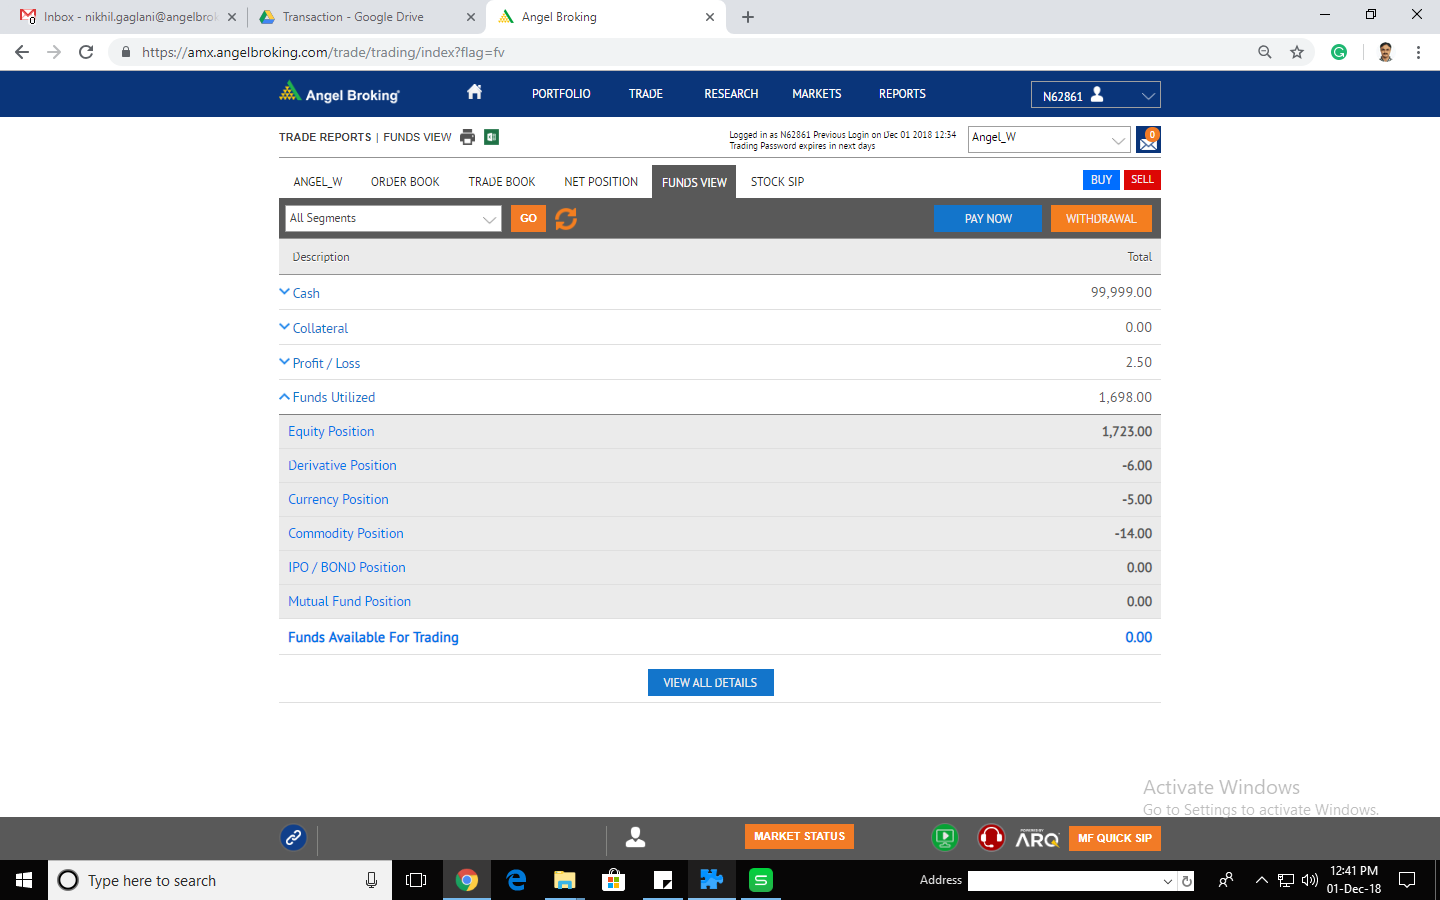 Inbox - nikhil.gaglani@angelbrok
Transaction - Google Drive
Angel Broking
https://amx.angelbroking.com/trade/trading/index?flag=fv
Angel Broking
PORTFOLIO
TRADE
RESEARCH
MARKETS
REPORTS
N62861
TRADE REPORTS | FUNDS VIEW
Logged in as N62861 Previous Login on Dec 01 2018 12:34
Trading Password expires in next days
Angel_W
0
ANGEL_W
ORDER BOOK
TRADE BOOK
NET POSITION
FUNDS VIEW
STOCK SIP
BUY
SELL
All Segments
GO
PAY NOW
WITHDRAWAL
Description Total
Cash 99,999.00
Collateral 0.00
Profit / Loss 2.50
Funds Utilized 1,698.00
Equity Position 1,723.00
Derivative Position -6.00
Currency Position -5.00
Commodity Position -14.00
IPO / BOND Position 0.00
Mutual Fund Position 0.00
Funds Available For Trading 0.00
VIEW ALL DETAILS
Activate Windows
Go to Settings to activate Windows.
MARKET STATUS
POWERED BY
ARQ
MF QUICK SIP
Type here to search
Address
12:41 PM
01-Dec-18